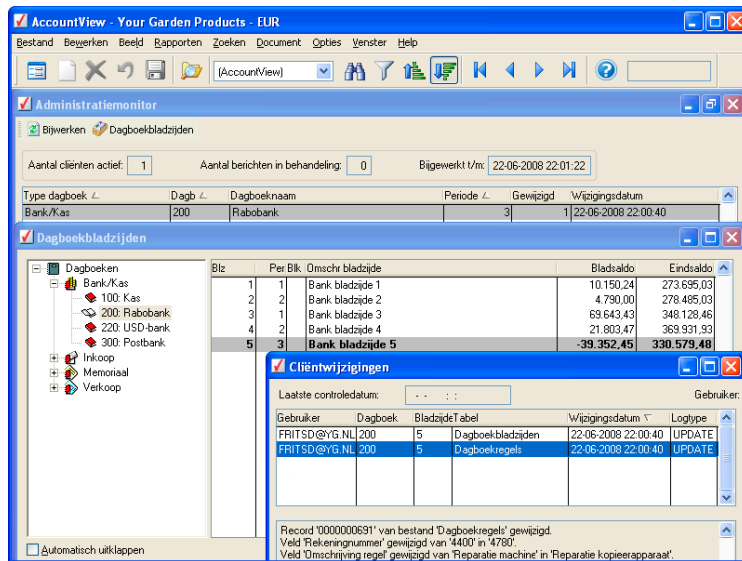 AccountView - Your Garden Products - EUR
Bestand Bewerken Beeld Rapporten Zoeken Document Opties Venster Help
(AccountView)
Administratiemonitor
Bijwerken Dagboekbladzijden
Aantal cliënten actief: 1 Aantal berichten in behandeling: 0 Bijgewerkt t/m: 22-06-2008 22:01:22
Type dagboek Dagb Dagboeknaam Periode Gewijzigd Wijzigingsdatum
Bank/Kas 200 Rabobank 3 1 22-06-2008 22:00:40
Dagboekbladzijden
Dagboeken
Bank/Kas
100: Kas
200: Rabobank
220: USD-bank
300: Postbank
Inkoop
Memoriaal
Verkoop
Automatisch uitklappen
Blz Per Blk Omschr bladzijde Bladsaldo Eindsaldo
1 1 Bank bladzijde 1 10.150,24 273.695,03
2 2 Bank bladzijde 2 4.790,00 278.485,03
3 1 Bank bladzijde 3 69.643,43 348.128,46
4 2 Bank bladzijde 4 21.803,47 369.931,93
5 3 Bank bladzijde 5 -39.352,45 330.579,48
Cliëntwijzigingen
Laatste controledatum: - - : : Gebruiker:
Gebruiker Dagboek Bladzijde Tabel Wijzigingsdatum Logtype
FRITSD@YG.NL 200 5 Dagboekbladzijden 22-06-2008 22:00:40 UPDATE
FRITSD@YG.NL 200 5 Dagboekregels 22-06-2008 22:00:40 UPDATE
Record '0000000691' van bestand 'Dagboekregels' gewijzigd.
Veld 'Rekeningnummer' gewijzigd van '4400' in '4780'.
Veld 'Omschrijving regel' gewijzigd van 'Reparatie machine' in 'Reparatie kopieerapparaat'.